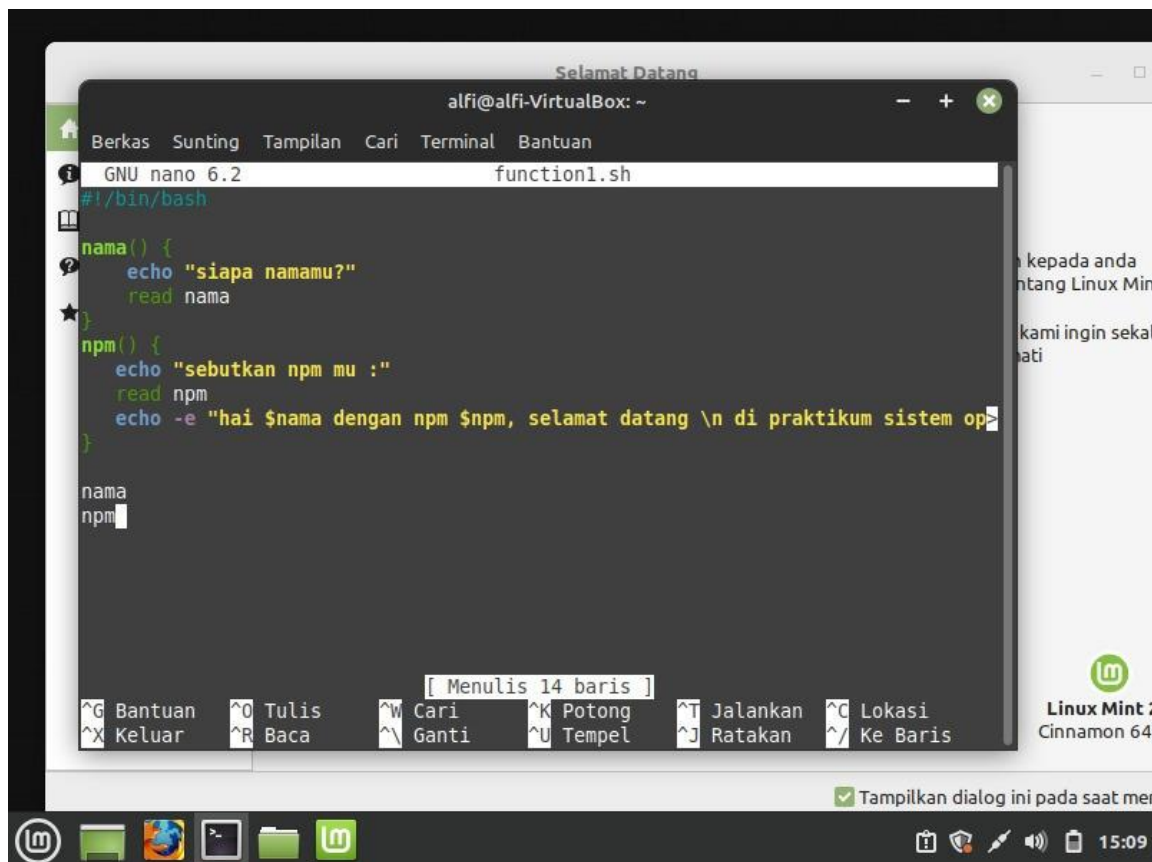 Selamat Datang
alfi@alfi-VirtualBox: ~
Berkas Sunting Tampilan Cari Terminal Bantuan
GNU nano 6.2 function1.sh
#!/bin/bash
nama() {
echo "siapa namamu?"
read nama
}
npm() {
echo "sebutkan npm mu :"
read npm
echo -e "hai $nama dengan npm $npm, selamat datang \n di praktikum sistem op>
}
nama
npm
kepada anda
ntang Linux Min
kami ingin sekal
ati
[ Menulis 14 baris ]
^G Bantuan ^O Tulis ^W Cari ^K Potong ^T Jalankan ^C Lokasi
^X Keluar ^R Baca ^\ Ganti ^U Tempel ^J Ratakan ^/ Ke Baris
Linux Mint 2
Cinnamon 64
Tampilkan dialog ini pada saat mer
15:09